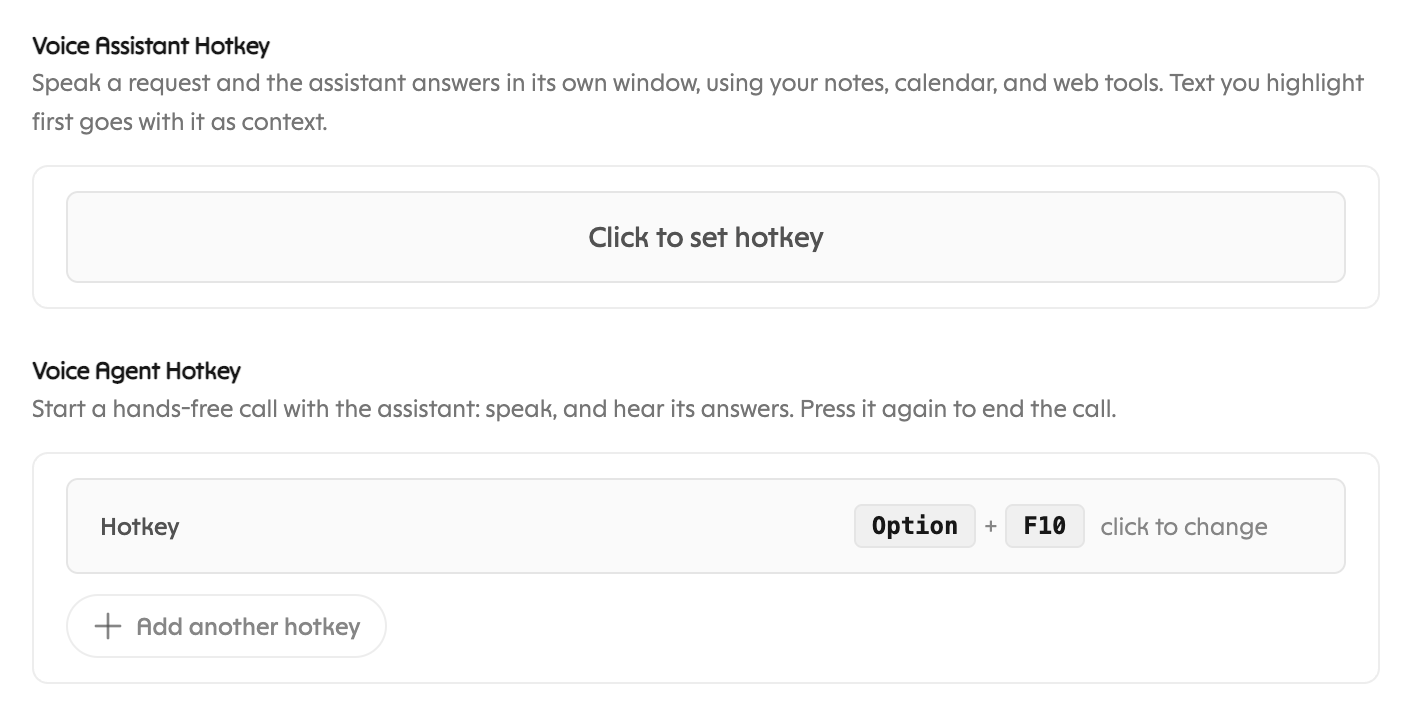 Voice Assistant Hotkey
Speak a request and the assistant answers in its own window, using your notes, calendar, and web tools. Text you highlight
first goes with it as context.
Click to set hotkey
Voice Agent Hotkey
Start a hands-free call with the assistant: speak, and hear its answers. Press it again to end the call.
Hotkey Option + F10 click to change
+ Add another hotkey